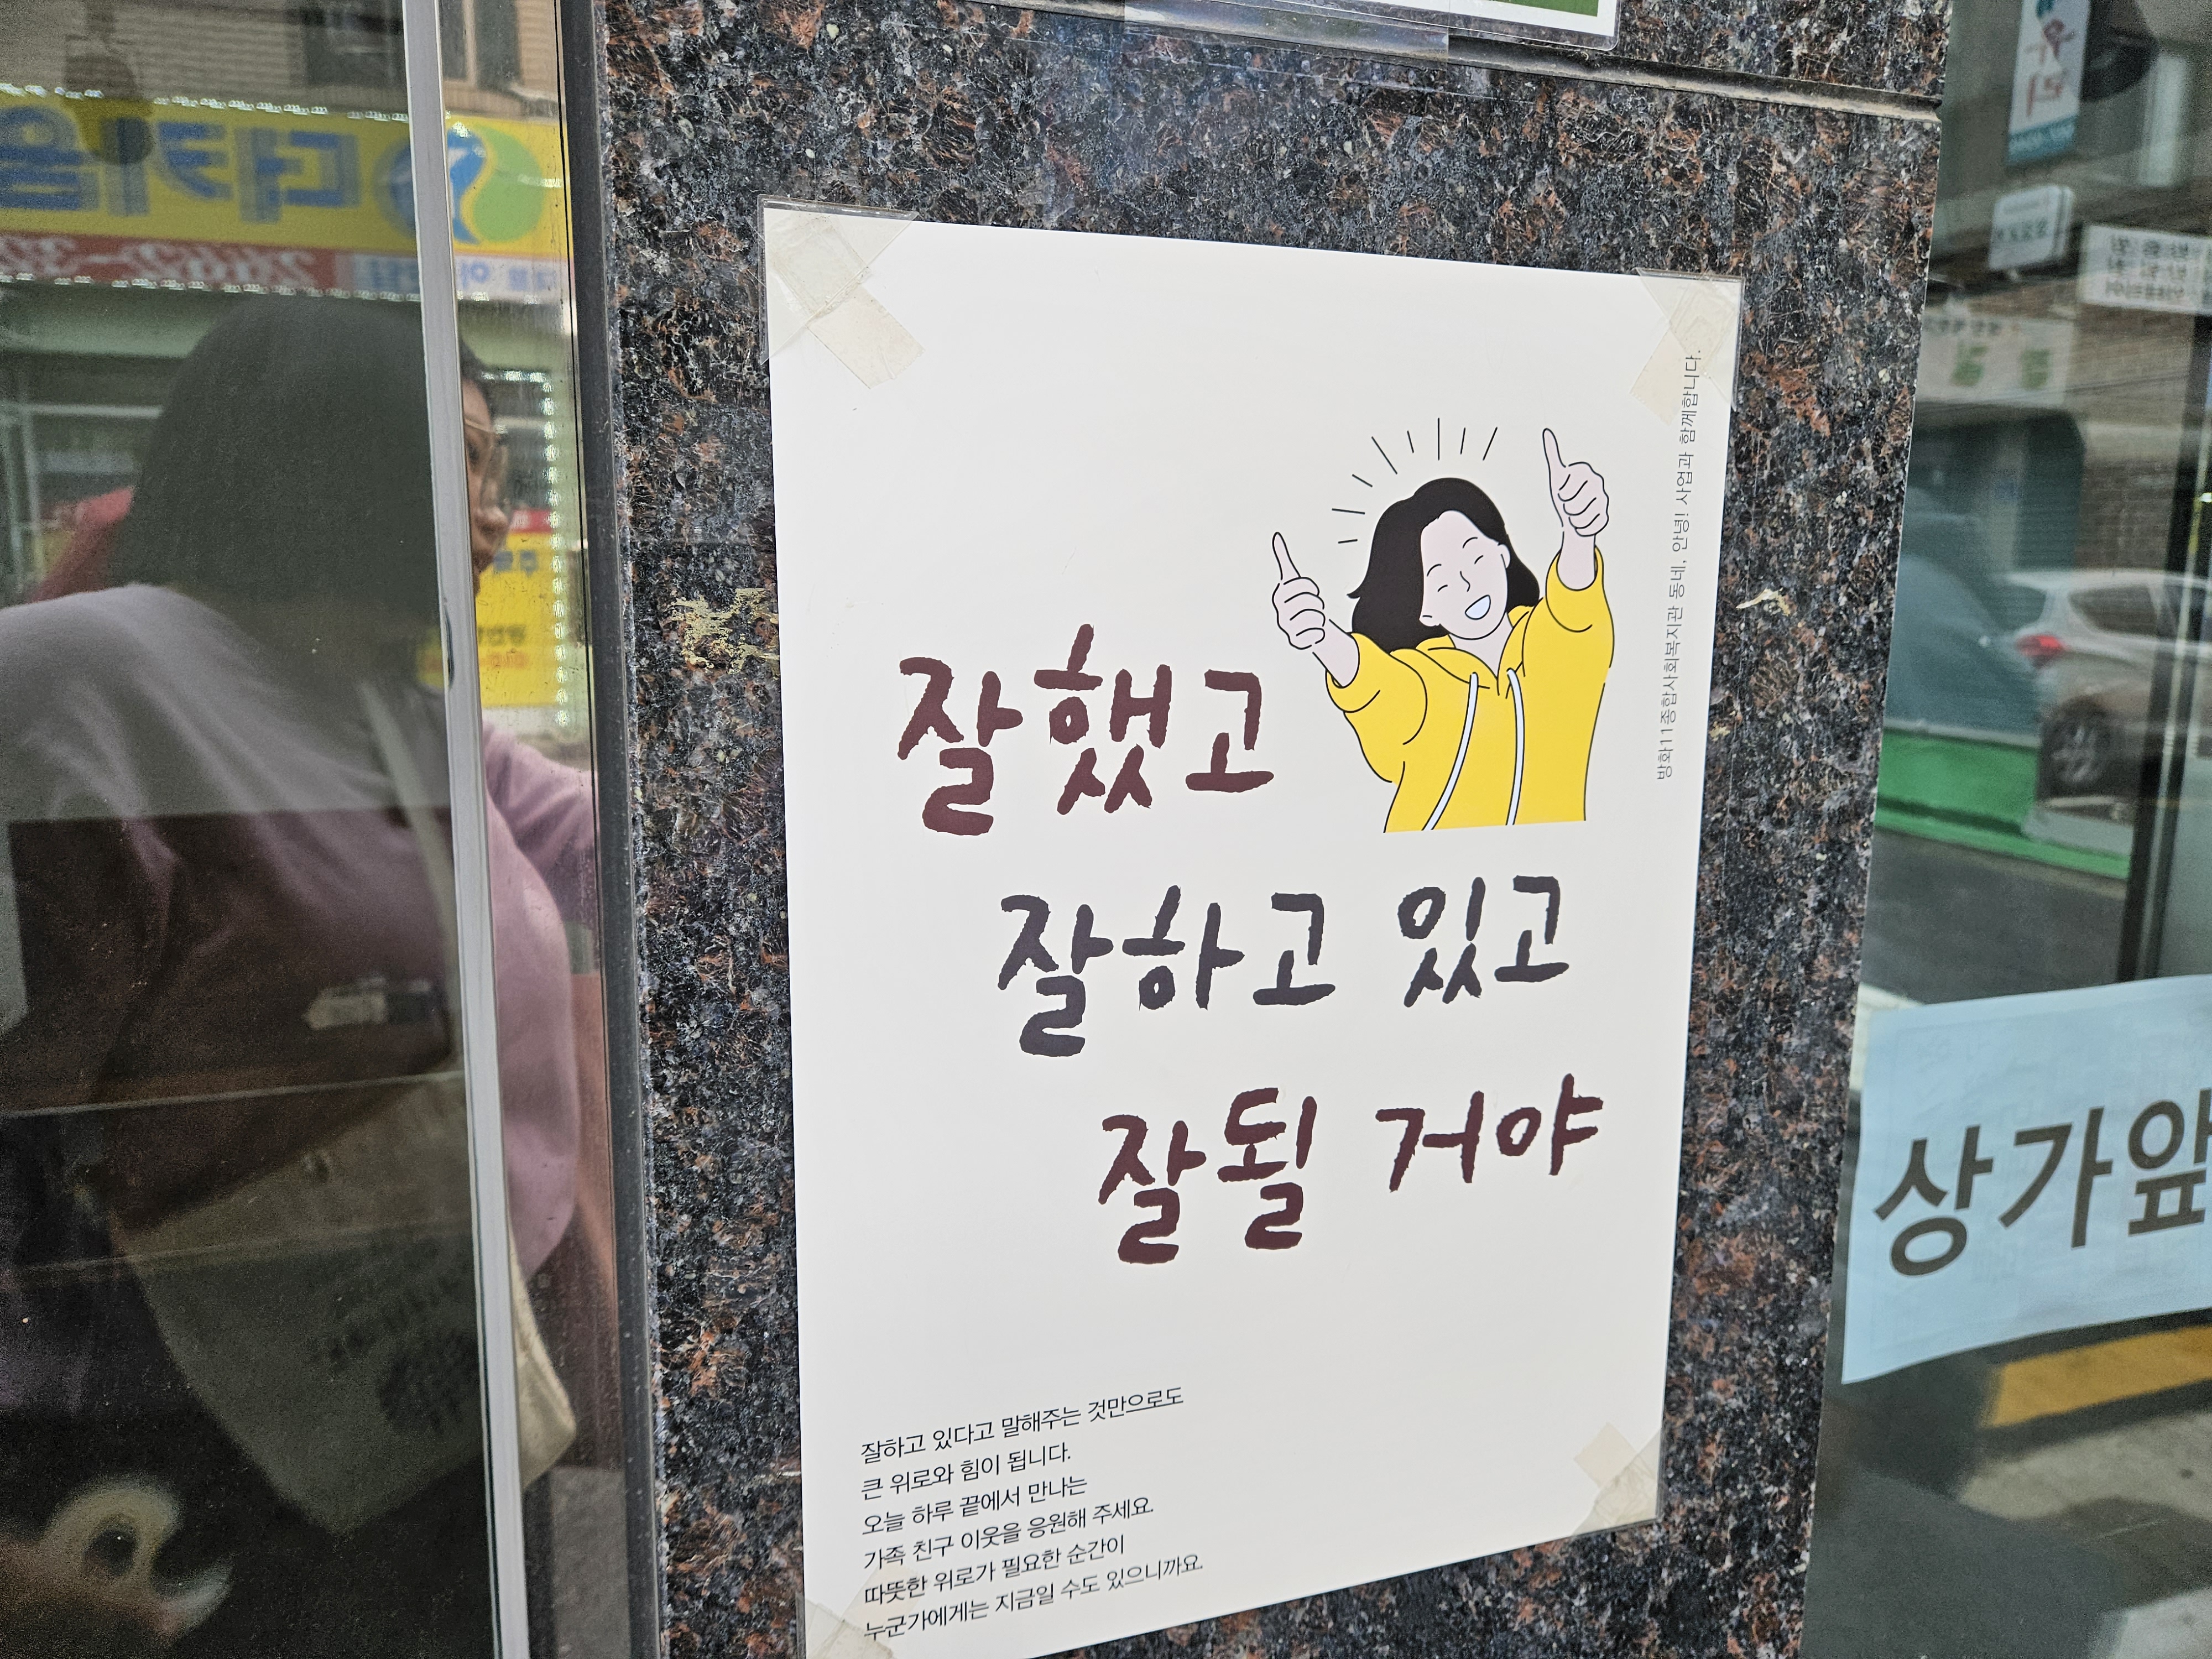 더키움
방화11종합사회복지관 동네, 안녕! 사업과 함께합니다.
잘했고
잘하고 있고
잘될 거야
상가앞
잘하고 있다고 말해주는 것만으로도
큰 위로와 힘이 됩니다.
오늘 하루 끝에서 만나는
가족 친구 이웃을 응원해 주세요.
따뜻한 위로가 필요한 순간이
누군가에게는 지금일 수도 있으니까요.